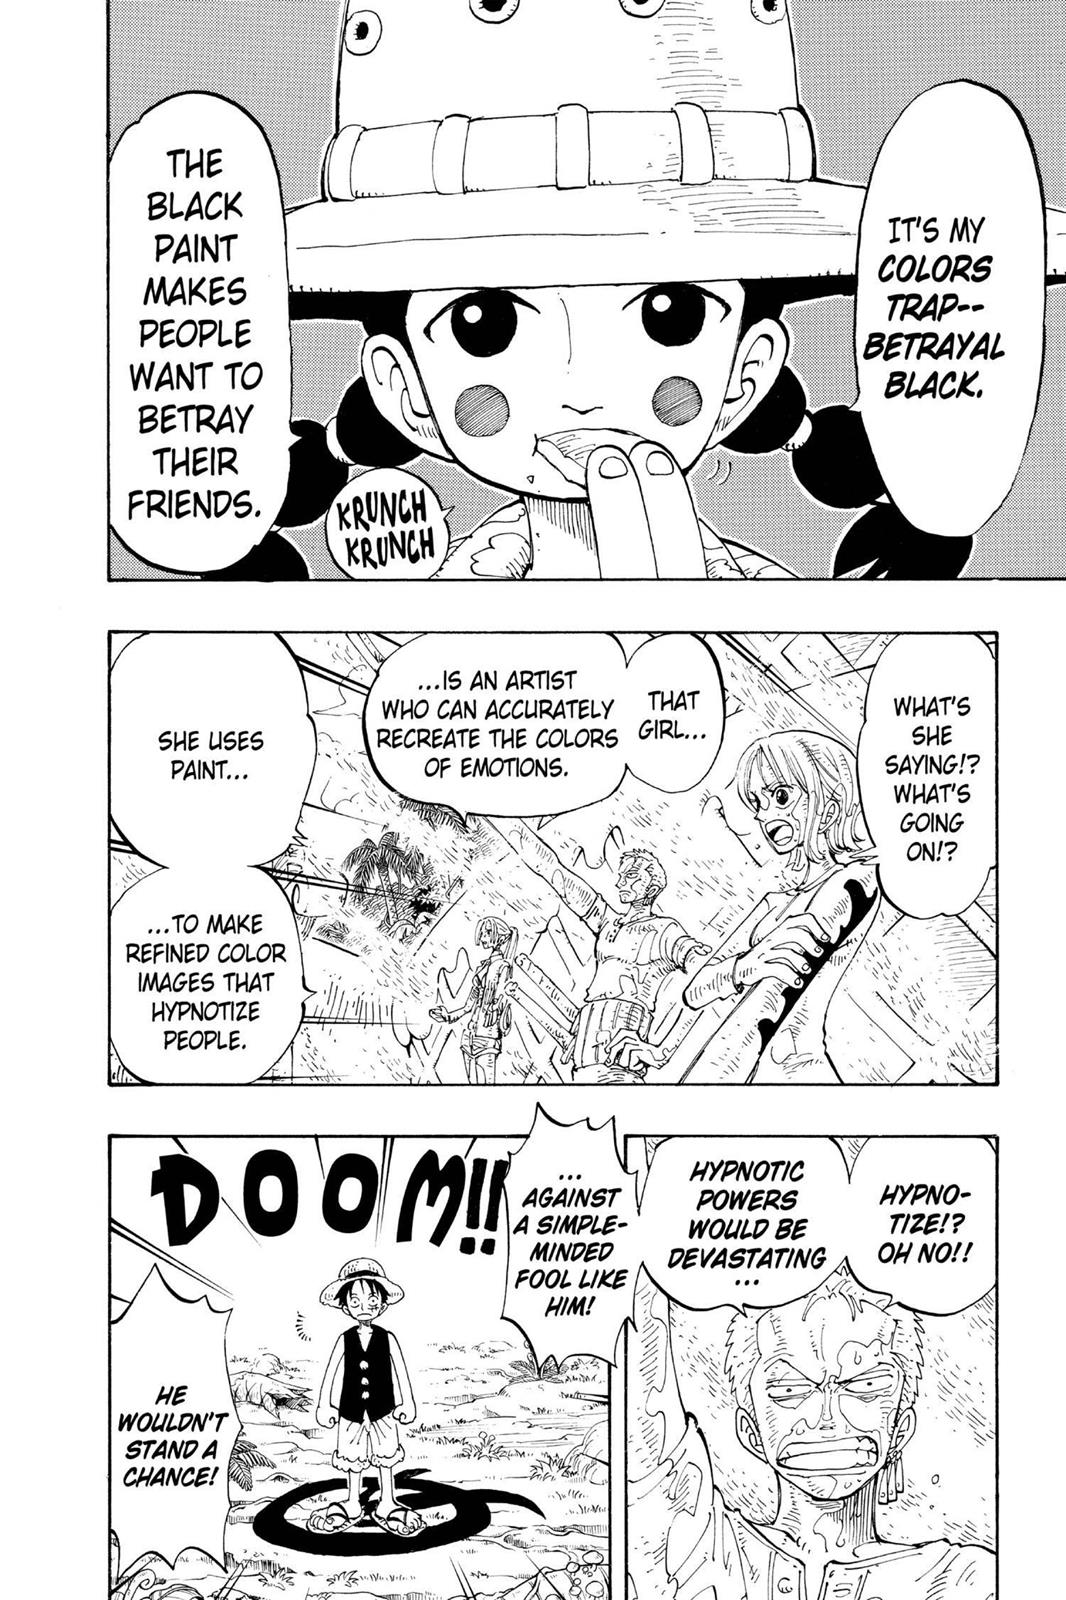 IT'S MY
COLORS
TRAP--
BETRAYAL
BLACK.
THE
BLACK
PAINT
MAKES
PEOPLE
WANT TO
BETRAY
THEIR
FRIENDS.
KRUNCH
KRUNCH
WHAT'S
SHE
SAYING!?
WHAT'S
GOING
ON!?
THAT
GIRL...
...IS AN ARTIST
WHO CAN ACCURATELY
RECREATE THE COLORS
OF EMOTIONS.
SHE USES
PAINT...
...TO MAKE
REFINED COLOR
IMAGES THAT
HYPNOTIZE
PEOPLE.
HYPNO-
TIZE!?
OH NO!!
HYPNOTIC
POWERS
WOULD BE
DEVASTATING
...
...
AGAINST
A SIMPLE-
MINDED
FOOL LIKE
HIM!
DOOM!!
HE
WOULDN'T
STAND A
CHANCE!